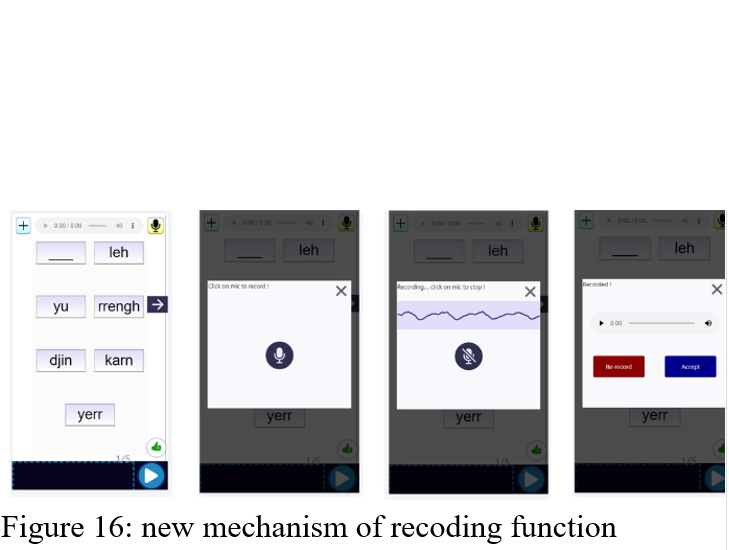 0:00 / 0:00
___ leh
yu rrengh
djin karn
yerr
1/5
0:00 / 0:00
___ leh
Click on mic to record !
yerr
1/5
0:00 / 0:00
___ leh
Recording... click on mic to stop !
yerr
1/5
0:00 / 0:00
___ leh
Recorded !
0:00
Re-record Accept
yerr
1/5
Figure 16: new mechanism of recoding function